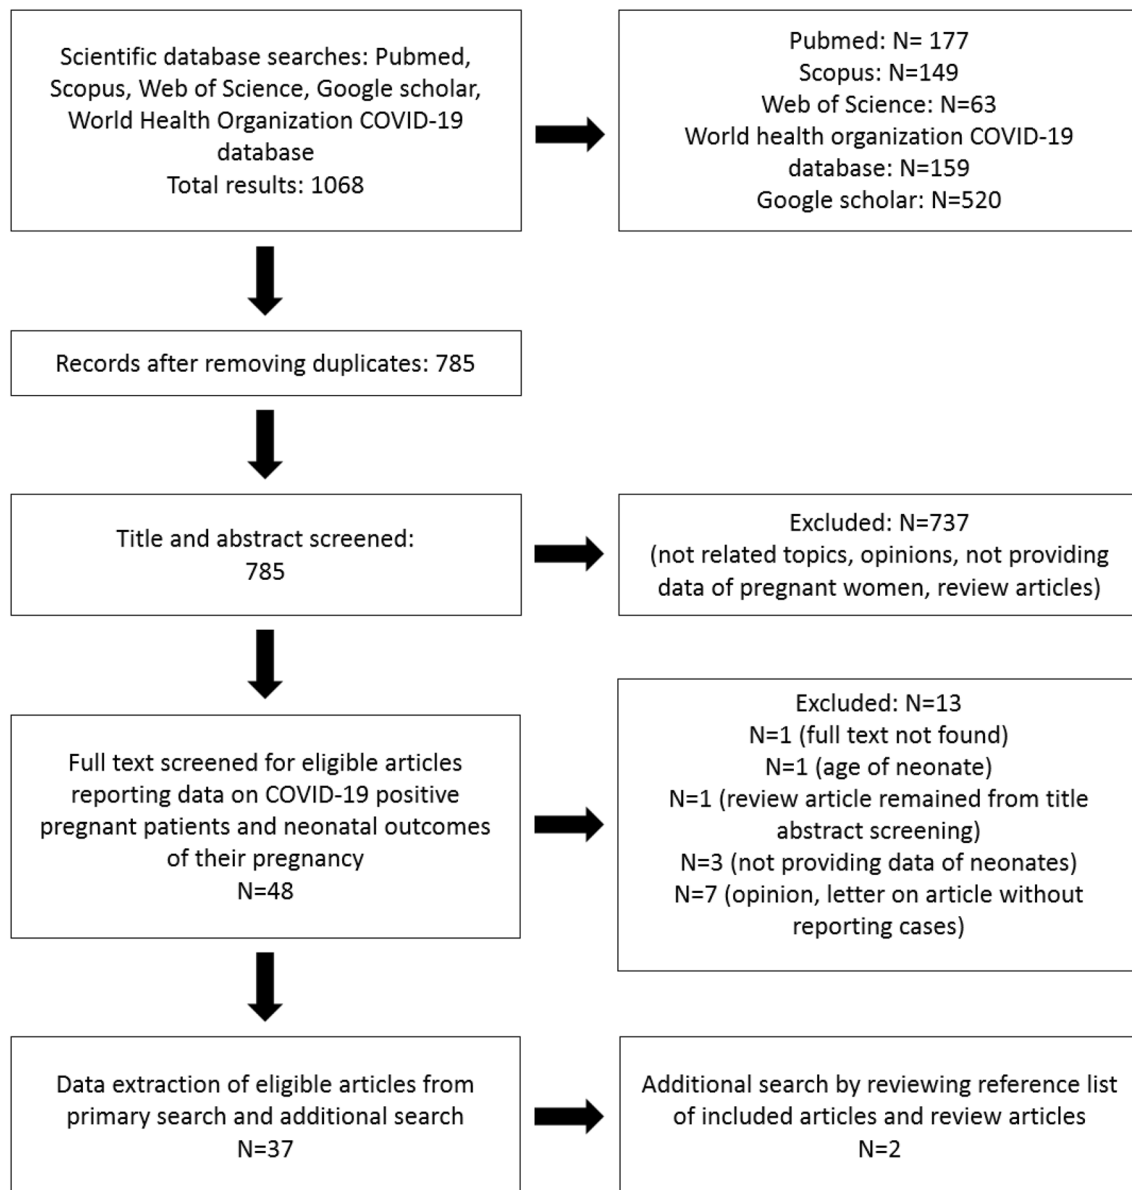 Scientific database searches: Pubmed,
Scopus, Web of Science, Google scholar,
World Health Organization COVID-19
database
Total results: 1068
Pubmed: N= 177
Scopus: N=149
Web of Science: N=63
World health organization COVID-19
database: N=159
Google scholar: N=520
Records after removing duplicates: 785
Title and abstract screened:
785
Excluded: N=737
(not related topics, opinions, not providing
data of pregnant women, review articles)
Full text screened for eligible articles
reporting data on COVID-19 positive
pregnant patients and neonatal outcomes
of their pregnancy
N=48
Excluded: N=13
N=1 (full text not found)
N=1 (age of neonate)
N=1 (review article remained from title
abstract screening)
N=3 (not providing data of neonates)
N=7 (opinion, letter on article without
reporting cases)
Data extraction of eligible articles from
primary search and additional search
N=37
Additional search by reviewing reference list
of included articles and review articles
N=2